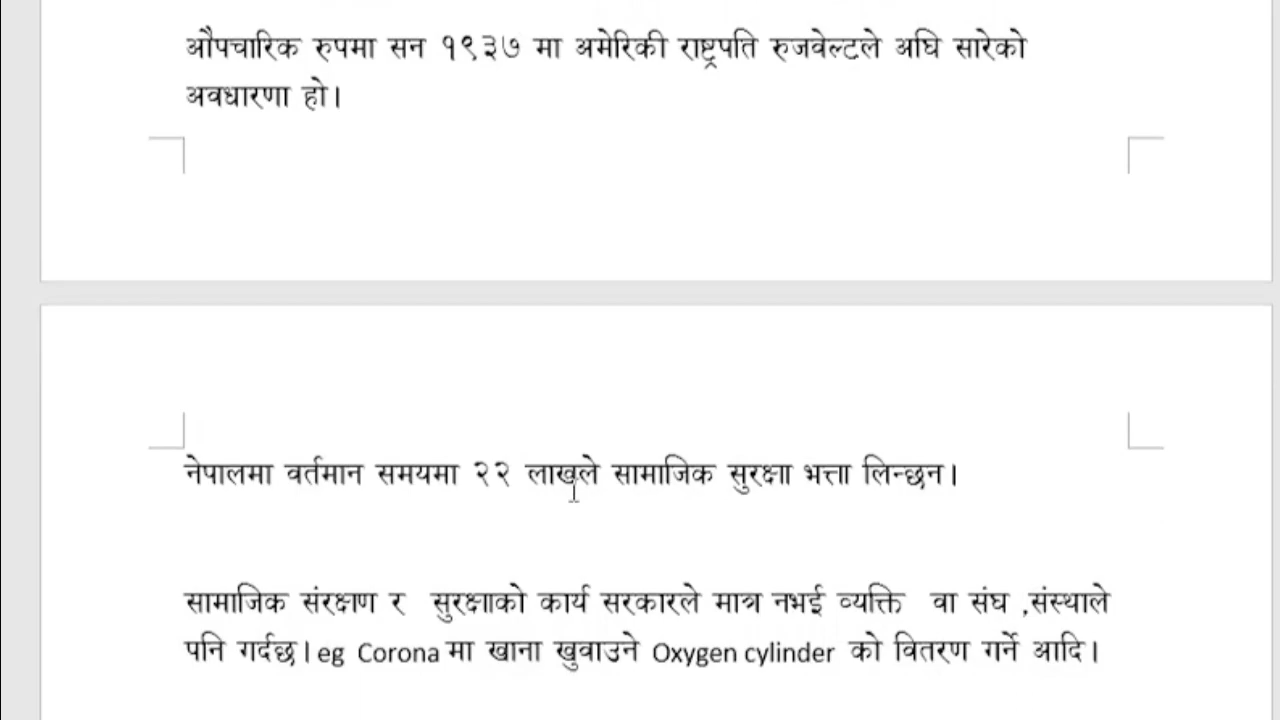 औपचारिक रुपमा सन १९३७ मा अमेरिकी राष्ट्रपति रुजवेल्टले अघि सारेको
अवधारणा हो।
नेपालमा वर्तमान समयमा २२ लाखले सामाजिक सुरक्षा भत्ता लिन्छन।
सामाजिक संरक्षण र सुरक्षाको कार्य सरकारले मात्र नभई व्यक्ति वा संघ ,संस्थाले
पनि गर्दछ। eg Corona मा खाना खुवाउने Oxygen cylinder को वितरण गर्ने आदि।